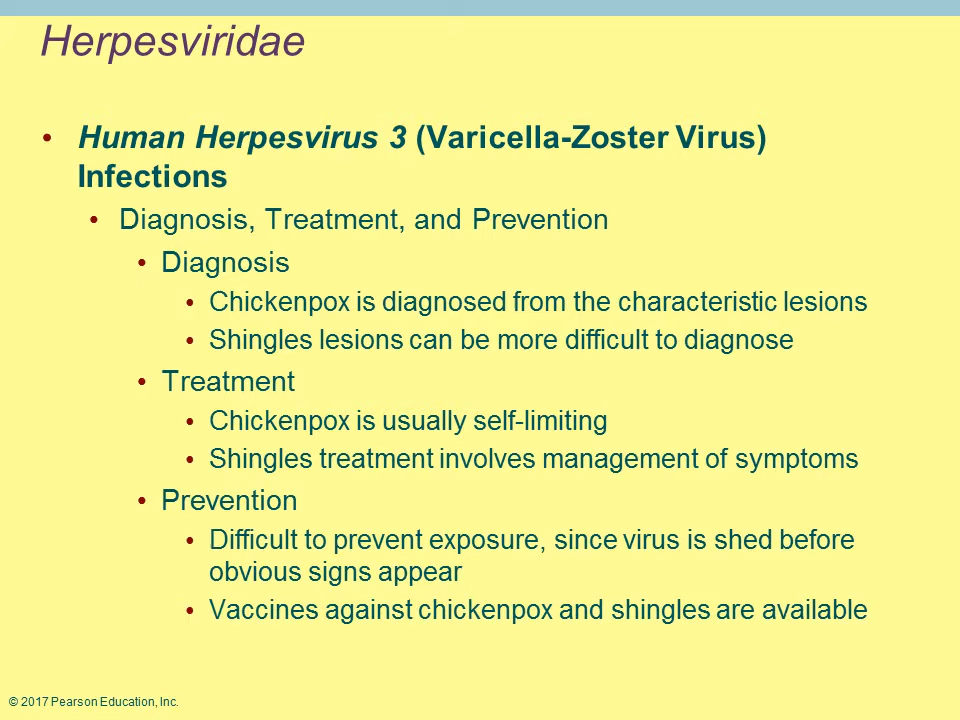 Herpesviridae
• Human Herpesvirus 3 (Varicella-Zoster Virus)
Infections
• Diagnosis, Treatment, and Prevention
• Diagnosis
• Chickenpox is diagnosed from the characteristic lesions
• Shingles lesions can be more difficult to diagnose
• Treatment
• Chickenpox is usually self-limiting
• Shingles treatment involves management of symptoms
• Prevention
• Difficult to prevent exposure, since virus is shed before
obvious signs appear
• Vaccines against chickenpox and shingles are available
© 2017 Pearson Education, Inc.